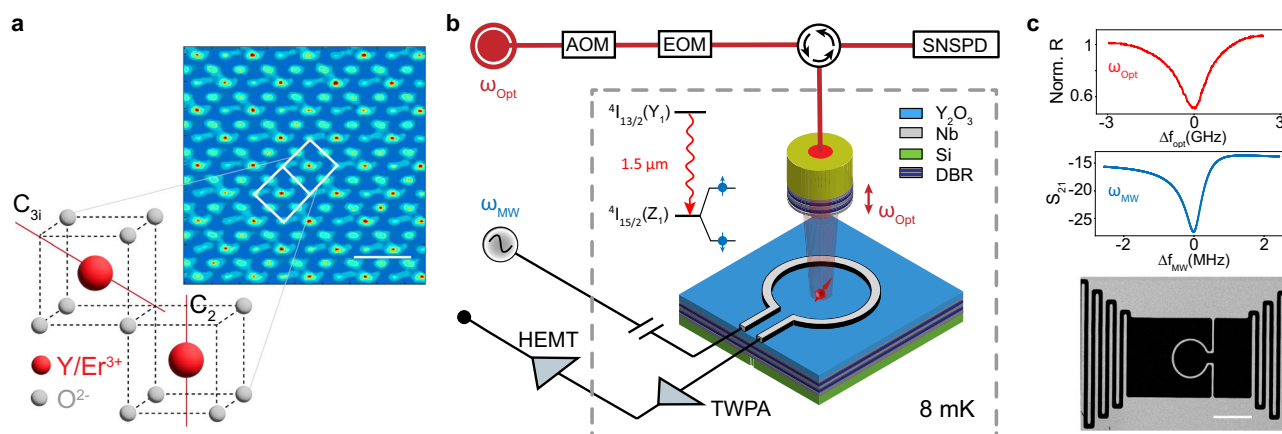 a
C3i
C2
Y/Er3+
O2-
b
AOM
EOM
SNSPD
ωOpt
4I13/2(Y1)
1.5 μm
4I15/2(Z1)
Y2O3
Nb
Si
DBR
ωOpt
ωMW
HEMT
TWPA
8 mK
c
Norm. R
1
0.6
ωOpt
-3
0
3
Δfopt(GHz)
S21
-15
-20
-25
ωMW
-2
0
2
ΔfMW(MHz)